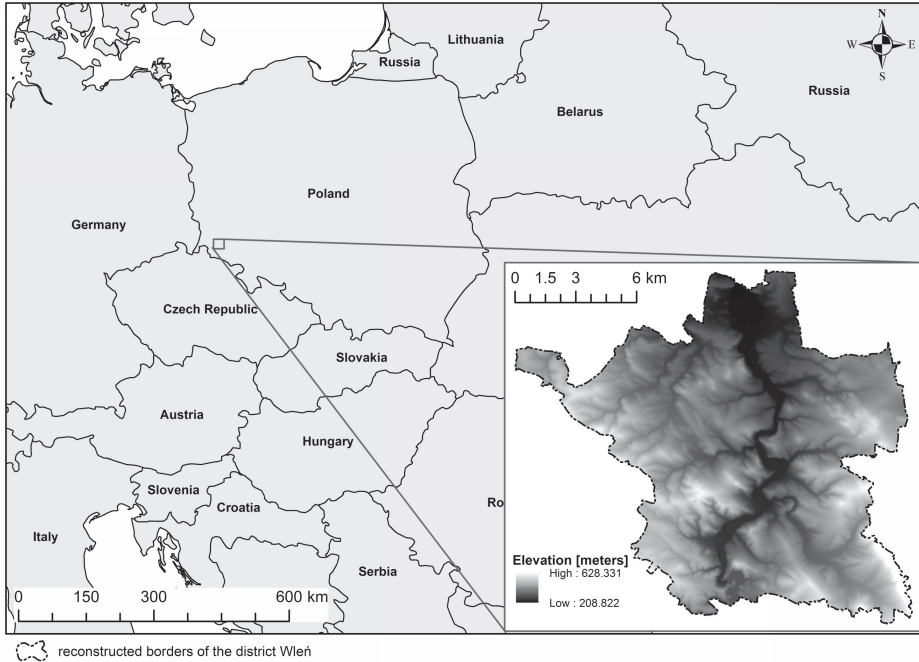 N
W E
S
Lithuania
Russia
Russia
Belarus
Poland
Germany
Czech Republic
Slovakia
Austria
Hungary
Slovenia
Croatia
Ro
Italy
Serbia
0 1.5 3 6 km
Elevation [meters]
High : 628.331
Low : 208.822
0 150 300 600 km
reconstructed borders of the district Wleń